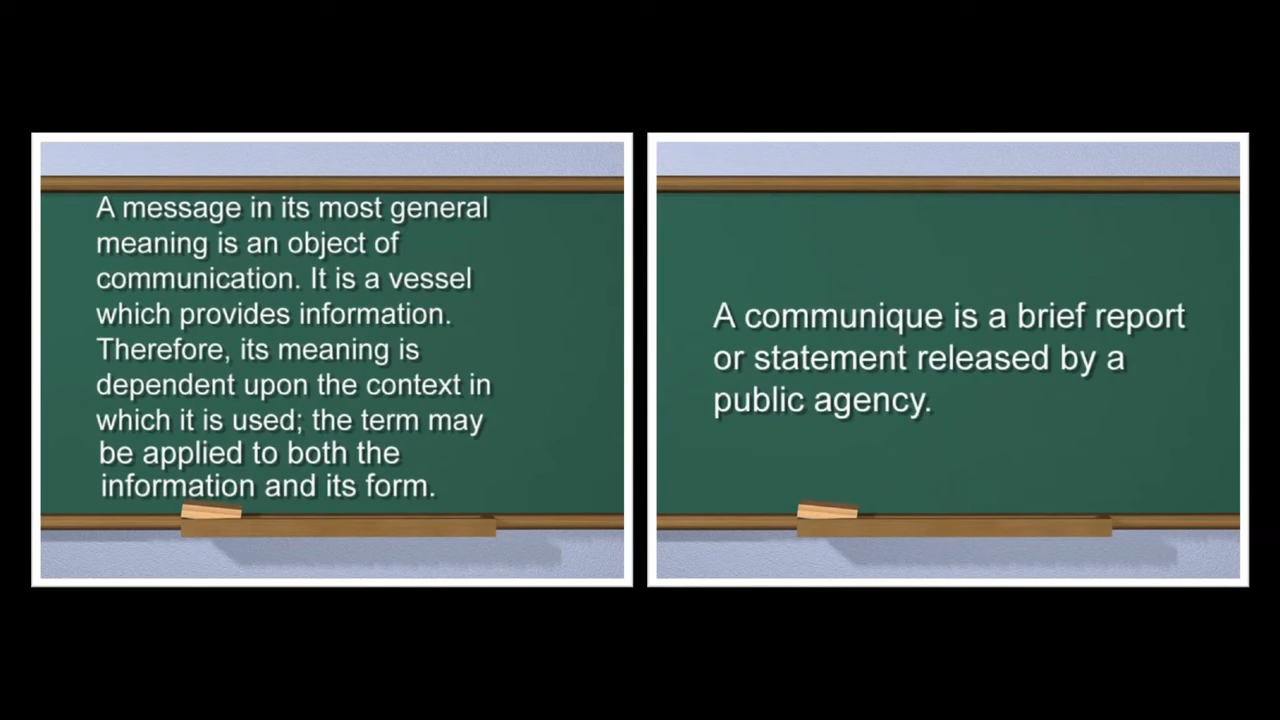 A message in its most general
meaning is an object of
communication. It is a vessel
which provides information.
Therefore, its meaning is
dependent upon the context in
which it is used; the term may
be applied to both the
information and its form.
A communique is a brief report
or statement released by a
public agency.